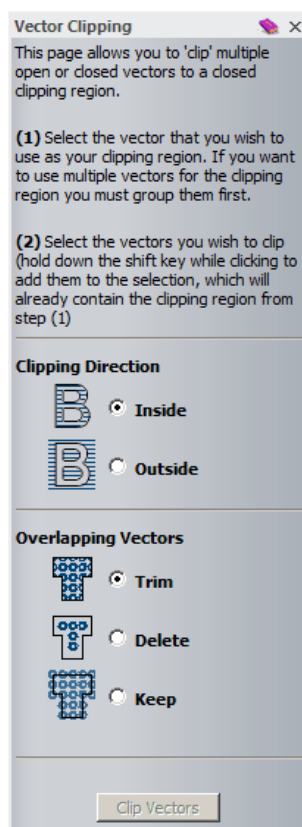 Vector Clipping
This page allows you to 'clip' multiple
open or closed vectors to a closed
clipping region.
(1) Select the vector that you wish to
use as your clipping region. If you want
to use multiple vectors for the clipping
region you must group them first.
(2) Select the vectors you wish to clip
(hold down the shift key while clicking to
add them to the selection, which will
already contain the clipping region from
step (1)
Clipping Direction
Inside
Outside
Overlapping Vectors
Trim
Delete
Keep
Clip Vectors